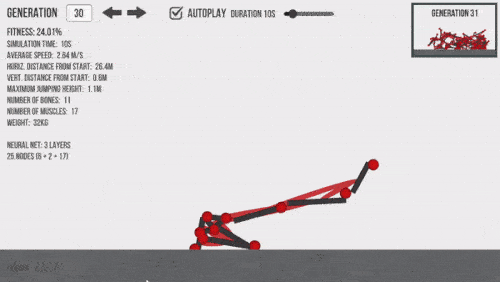 GENERATION 30
AUTOPLAY DURATION 10S
GENERATION 31
FITNESS: 24.01%
SIMULATION TIME: 10S
AVERAGE SPEED: 2.64 M/S
HORIZ. DISTANCE FROM START: 26.4M
VERT. DISTANCE FROM START: 0.6M
MAXIMUM JUMPING HEIGHT: 1.1M
NUMBER OF BONES: 11
NUMBER OF MUSCLES: 17
WEIGHT: 32KG
NEURAL NET: 3 LAYERS
25 NODES (6 + 2 + 17)